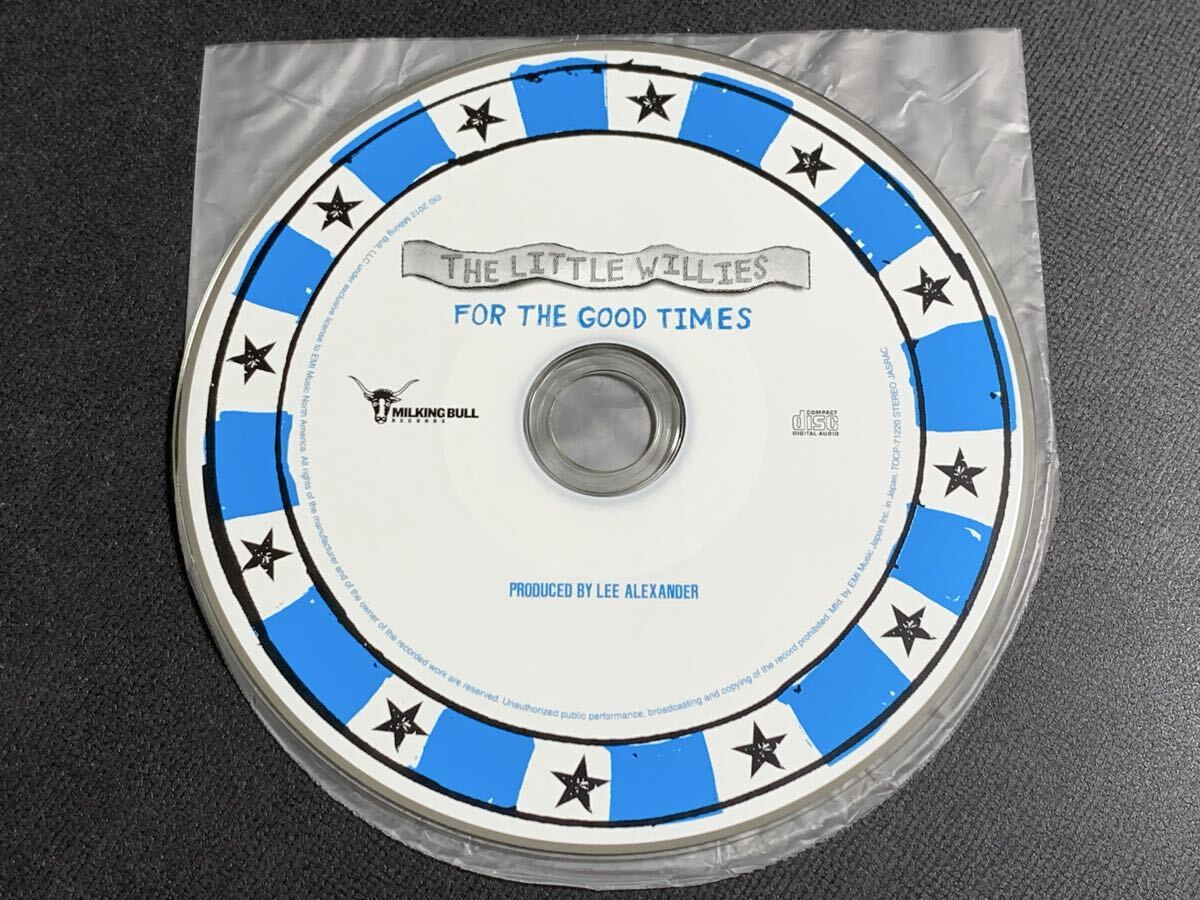 THE LITTLE WILLIES
FOR THE GOOD TIMES
MILKING BULL
RECORDS
COMPACT
disc
DIGITAL AUDIO
PRODUCED BY LEE ALEXANDER
℗© 2012 Milking Bull, LLC under exclusive license to EMI Music North America. All rights of the manufacturer and of the owner of the recorded work are reserved. Unauthorized public performance, broadcasting and copying of the record prohibited. Mfd. by EMI Music Japan Inc. in Japan. TOCP-71220 STEREO JASRAC